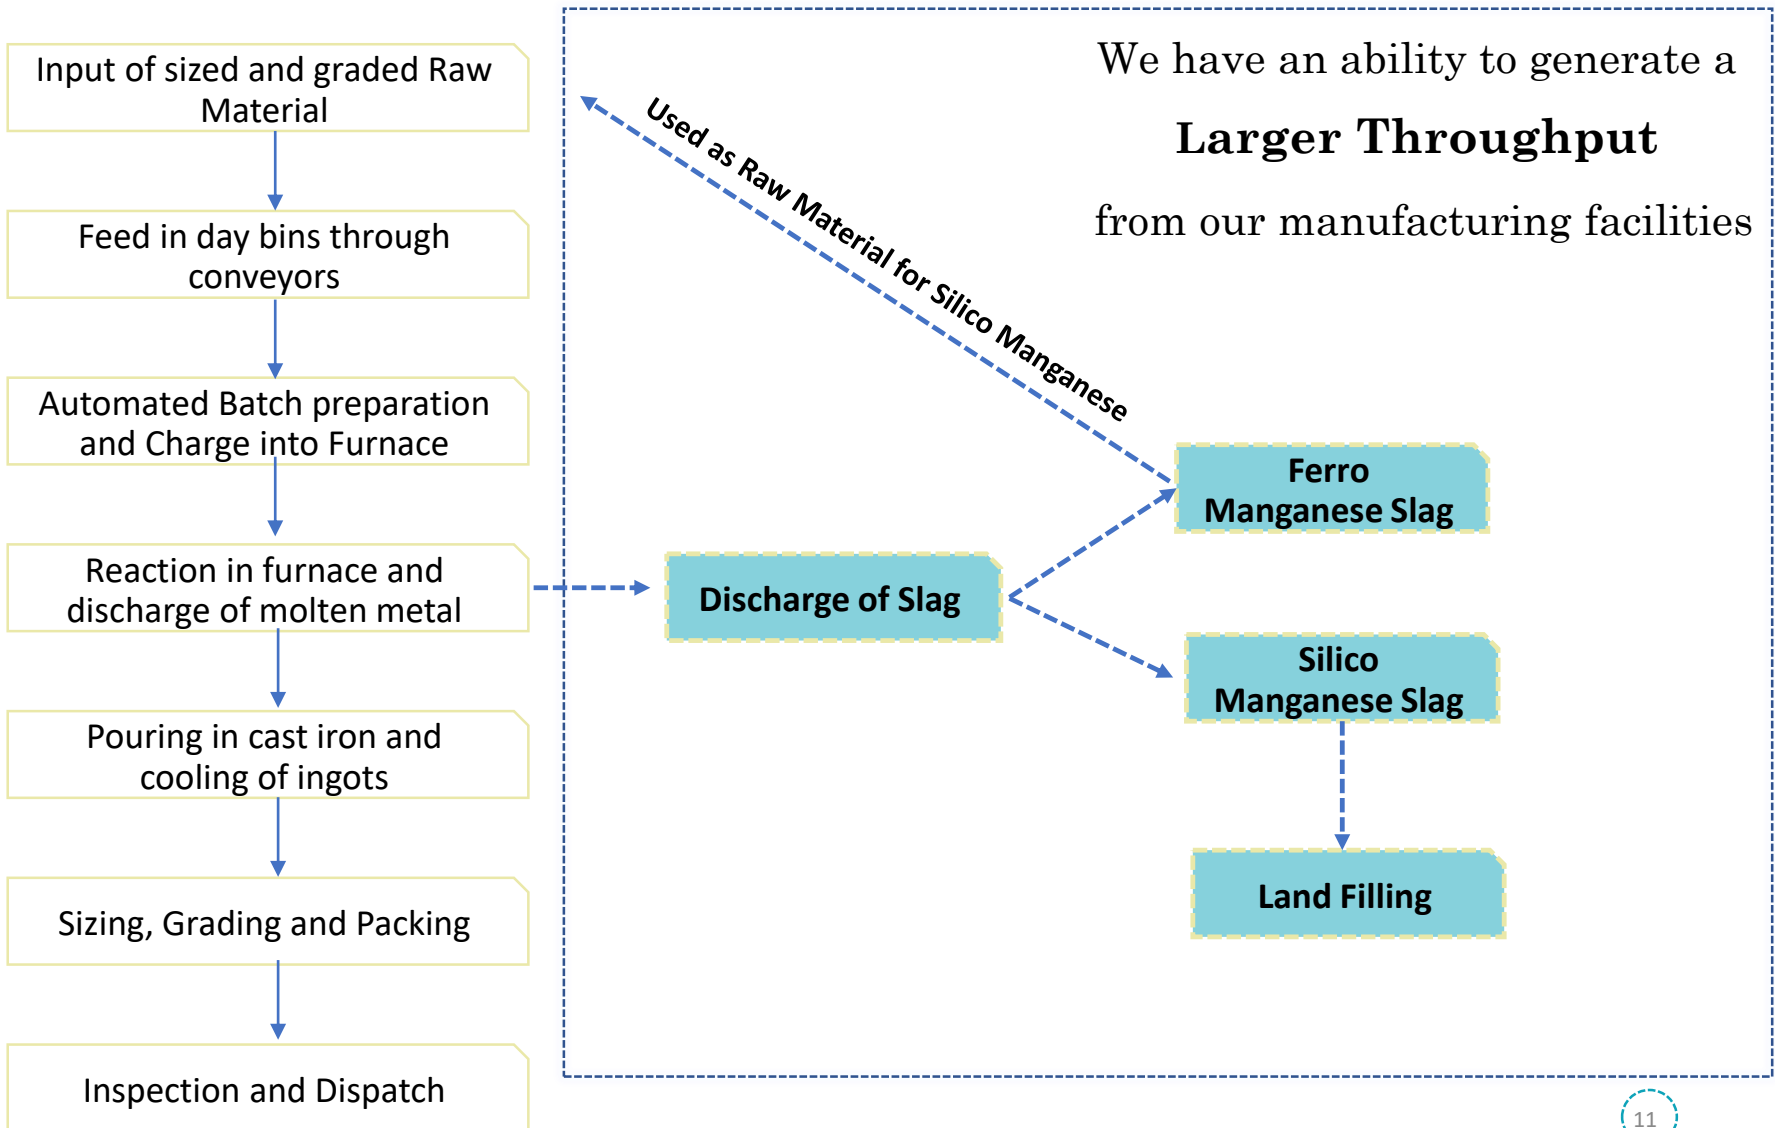 Input of sized and graded Raw
Material
Feed in day bins through
conveyors
Automated Batch preparation
and Charge into Furnace
Reaction in furnace and
discharge of molten metal
Pouring in cast iron and
cooling of ingots
Sizing, Grading and Packing
Inspection and Dispatch
We have an ability to generate a
Larger Throughput
from our manufacturing facilities
Used as Raw Material for Silico Manganese
Ferro
Manganese Slag
Discharge of Slag
Silico
Manganese Slag
Land Filling
11